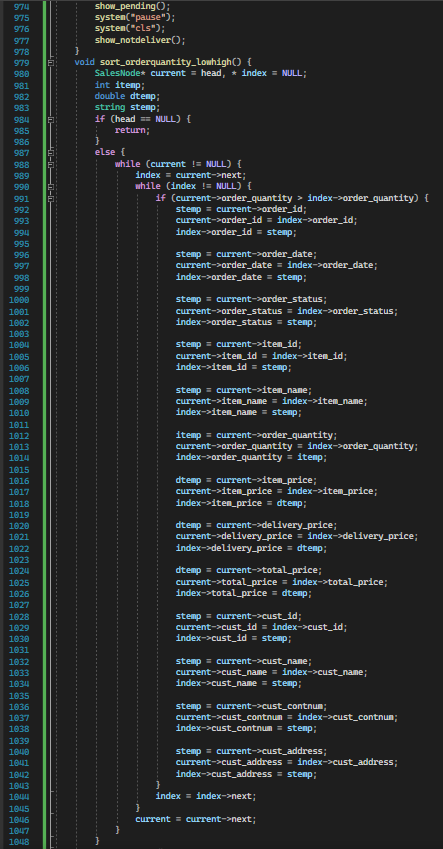 974 show_pending();
975 system("pause");
976 system("cls");
977 show_notdeliver();
978 }
979 void sort_orderquantity_lowhigh() {
980 SalesNode* current = head, * index = NULL;
981 int itemp;
982 double dtemp;
983 string stemp;
984 if (head == NULL) {
985 return;
986 }
987 else {
988 while (current != NULL) {
989 index = current->next;
990 while (index != NULL) {
991 if (current->order_quantity > index->order_quantity) {
992 stemp = current->order_id;
993 current->order_id = index->order_id;
994 index->order_id = stemp;
995
996 stemp = current->order_date;
997 current->order_date = index->order_date;
998 index->order_date = stemp;
999
1000 stemp = current->order_status;
1001 current->order_status = index->order_status;
1002 index->order_status = stemp;
1003
1004 stemp = current->item_id;
1005 current->item_id = index->item_id;
1006 index->item_id = stemp;
1007
1008 stemp = current->item_name;
1009 current->item_name = index->item_name;
1010 index->item_name = stemp;
1011
1012 itemp = current->order_quantity;
1013 current->order_quantity = index->order_quantity;
1014 index->order_quantity = itemp;
1015
1016 dtemp = current->item_price;
1017 current->item_price = index->item_price;
1018 index->item_price = dtemp;
1019
1020 dtemp = current->delivery_price;
1021 current->delivery_price = index->delivery_price;
1022 index->delivery_price = dtemp;
1023
1024 dtemp = current->total_price;
1025 current->total_price = index->total_price;
1026 index->total_price = dtemp;
1027
1028 stemp = current->cust_id;
1029 current->cust_id = index->cust_id;
1030 index->cust_id = stemp;
1031
1032 stemp = current->cust_name;
1033 current->cust_name = index->cust_name;
1034 index->cust_name = stemp;
1035
1036 stemp = current->cust_contnum;
1037 current->cust_contnum = index->cust_contnum;
1038 index->cust_contnum = stemp;
1039
1040 stemp = current->cust_address;
1041 current->cust_address = index->cust_address;
1042 index->cust_address = stemp;
1043 }
1044 index = index->next;
1045 }
1046 current = current->next;
1047 }
1048 }